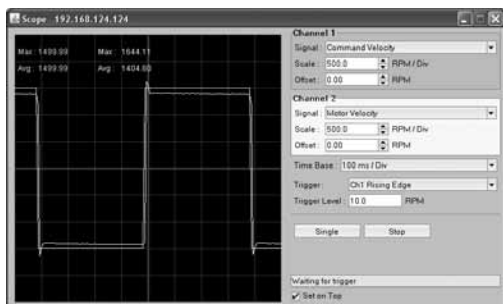 Scope 192.168.124.124
Max : 1499.99 Max : 1644.11
Avg : 1499.99 Avg : 1404.80
Channel 1
Signal : Command Velocity
Scale : 500.0 RPM / Div
Offset : 0.00 RPM
Channel 2
Signal : Motor Velocity
Scale : 500.0 RPM / Div
Offset : 0.00 RPM
Time Base : 100 ms / Div
Trigger : Ch1 Rising Edge
Trigger Level : 10.0 RPM
Single Stop
Waiting for trigger
Set on Top